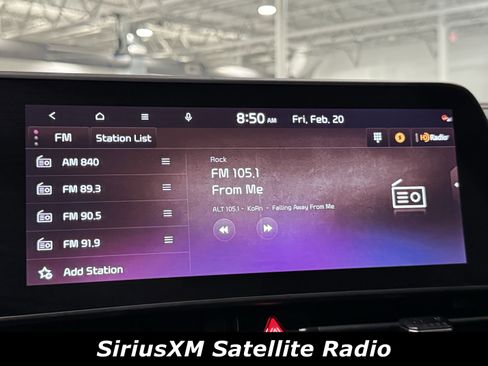 8:50 AM
Fri, Feb. 20
FM
Station List
HD Radio
AM 840
FM 89.3
FM 90.5
FM 91.9
Add Station
Rock
FM 105.1
From Me
ALT 105.1 - KoRn - Falling Away From Me
SiriusXM Satellite Radio